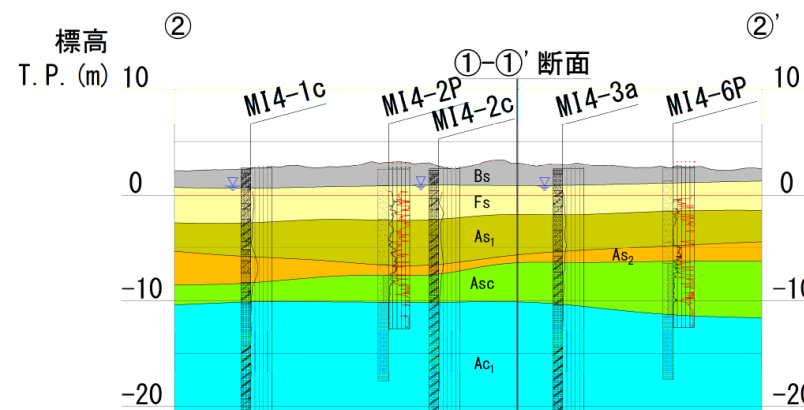 ② ②'
標高
T.P.(m) 10 10
①-①'断面
MI4-1c MI4-2P MI4-2c MI4-3a MI4-6P
Bs
0 0
Fs
As1
As2
Asc
-10 -10
Ac1
-20 -20